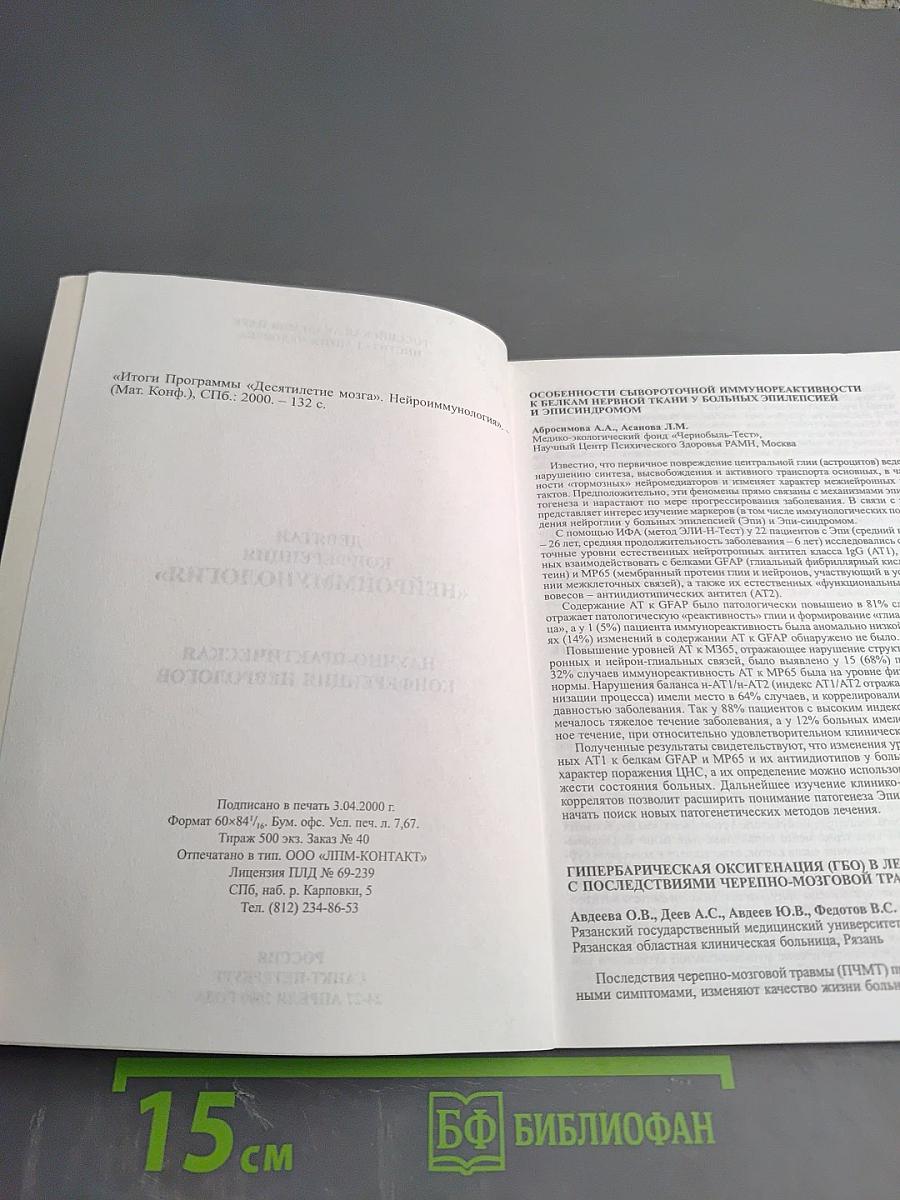 «Итоги Программы «Десятилетие мозга». Нейроиммунология». –
(Мат. Конф.), СПб.: 2000. – 132 с.
Подписано в печать 3.04.2000 г.
Формат 60×84¹/₁₆. Бум. офс. Усл. печ. л. 7,67.
Тираж 500 экз. Заказ № 40
Отпечатано в тип. ООО «ЛПМ-КОНТАКТ»
Лицензия ПЛД № 69-239
СПб, наб. р. Карповки, 5
Тел. (812) 234-86-53
ОСОБЕННОСТИ СЫВОРОТОЧНОЙ ИММУНОРЕАКТИВНОСТИ
К БЕЛКАМ НЕРВНОЙ ТКАНИ У БОЛЬНЫХ ЭПИЛЕПСИЕЙ
И ЭПИСИНДРОМОМ
Абросимова А.А., Асанова Л.М.
Медико-экологический фонд «Чернобыль-Тест»,
Научный Центр Психического Здоровья РАМН, Москва
Известно, что первичное повреждение центральной глии (астроцитов) веде
нарушению синтеза, высвобождения и активного транспорта основных, в ча
ности «тормозных» нейромедиаторов и изменяет характер межнейронных
тактов. Предположительно, эти феномены прямо связаны с механизмами эпи
тогенеза и нарастают по мере прогрессирования заболевания. В связи с
представляет интерес изучение маркеров (в том числе иммунологических по
дения нейроглии у больных эпилепсией (Эпи) и Эпи-синдромом.
С помощью ИФА (метод ЭЛИ-Н-Тест) у 22 пациентов с Эпи (средний
– 26 лет, средняя продолжительность заболевания – 6 лет) исследовались с
точные уровни естественных нейротропных антител класса IgG (АТ1),
ных взаимодействовать с белками GFAP (глиальный фибриллярный кис
теин) и МР65 (мембранный протеин глии и нейронов, участвующий в ус
нии межклеточных связей), а также их естественных «функциональны
вовесов – антиидиотипических антител (АТ2).
Содержание АТ к GFAP было патологически повышено в 81% сл
отражает патологическую «реактивность» глии и формирование «глиа
ца», а у 1 (5%) пациента иммунореактивность была аномально низкой
ях (14%) изменений в содержании АТ к GFAP обнаружено не было.
Повышение уровней АТ к М365, отражающее нарушение структ
ронных и нейрон-глиальных связей, было выявлено у 15 (68%) п
32% случаев иммунореактивность АТ к МР65 была на уровне фи
нормы. Нарушения баланса н-АТ1/н-АТ2 (индекс АТ1/АТ2 отража
низации процесса) имели место в 64% случаев, и коррелировали
давностью заболевания. Так у 88% пациентов с высоким индекс
мечалось тяжелое течение заболевания, а у 12% больных имело
ное течение, при относительно удовлетворительном клиническ
Полученные результаты свидетельствуют, что изменения ур
ных АТ1 к белкам GFAP и МР65 и их антиидиотипов у боль
характер поражения ЦНС, а их определение можно использо
жести состояния больных. Дальнейшее изучение клинико-
коррелятов позволит расширить понимание патогенеза Эпи
начать поиск новых патогенетических методов лечения.
ГИПЕРБАРИЧЕСКАЯ ОКСИГЕНАЦИЯ (ГБО) В ЛЕ
С ПОСЛЕДСТВИЯМИ ЧЕРЕПНО-МОЗГОВОЙ ТРА
Авдеева О.В., Деев А.С., Авдеев Ю.В., Федотов В.С.
Рязанский государственный медицинский университет
Рязанская областная клиническая больница, Рязань
Последствия черепно-мозговой травмы (ПЧМТ) п
ными симптомами, изменяют качество жизни больн
15 см
БФ БИБЛИОФАН